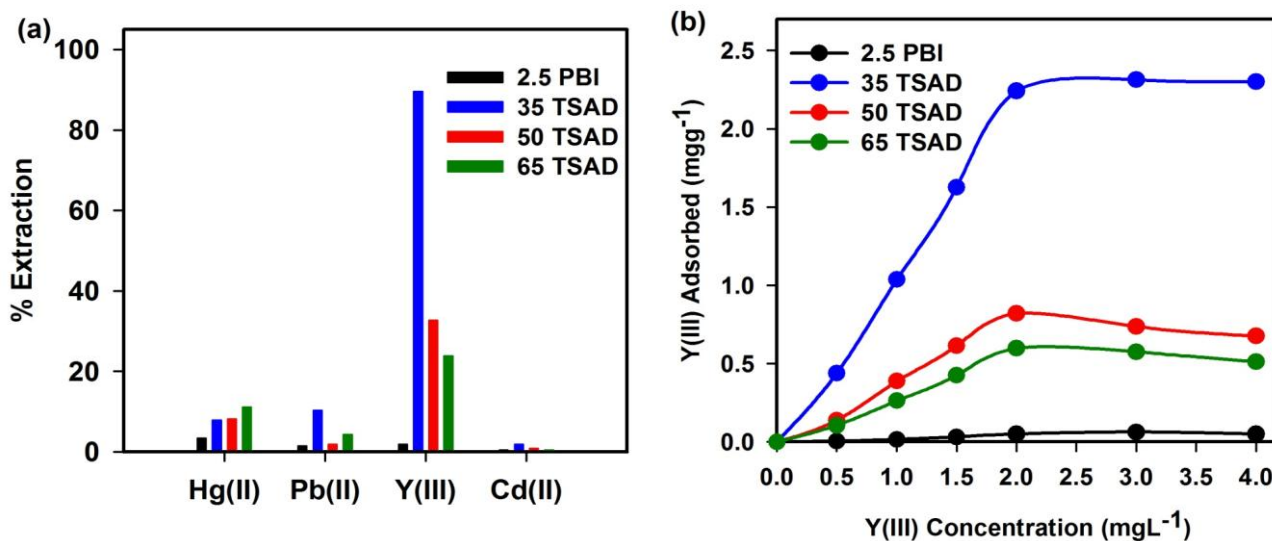 (a)
% Extraction
100
80
60
40
20
0
2.5 PBI
35 TSAD
50 TSAD
65 TSAD
Hg(II) Pb(II) Y(III) Cd(II)
(b)
Y(III) Adsorbed (mgg⁻¹)
2.5
2.0
1.5
1.0
0.5
0.0
2.5 PBI
35 TSAD
50 TSAD
65 TSAD
0.0 0.5 1.0 1.5 2.0 2.5 3.0 3.5 4.0
Y(III) Concentration (mgL⁻¹)